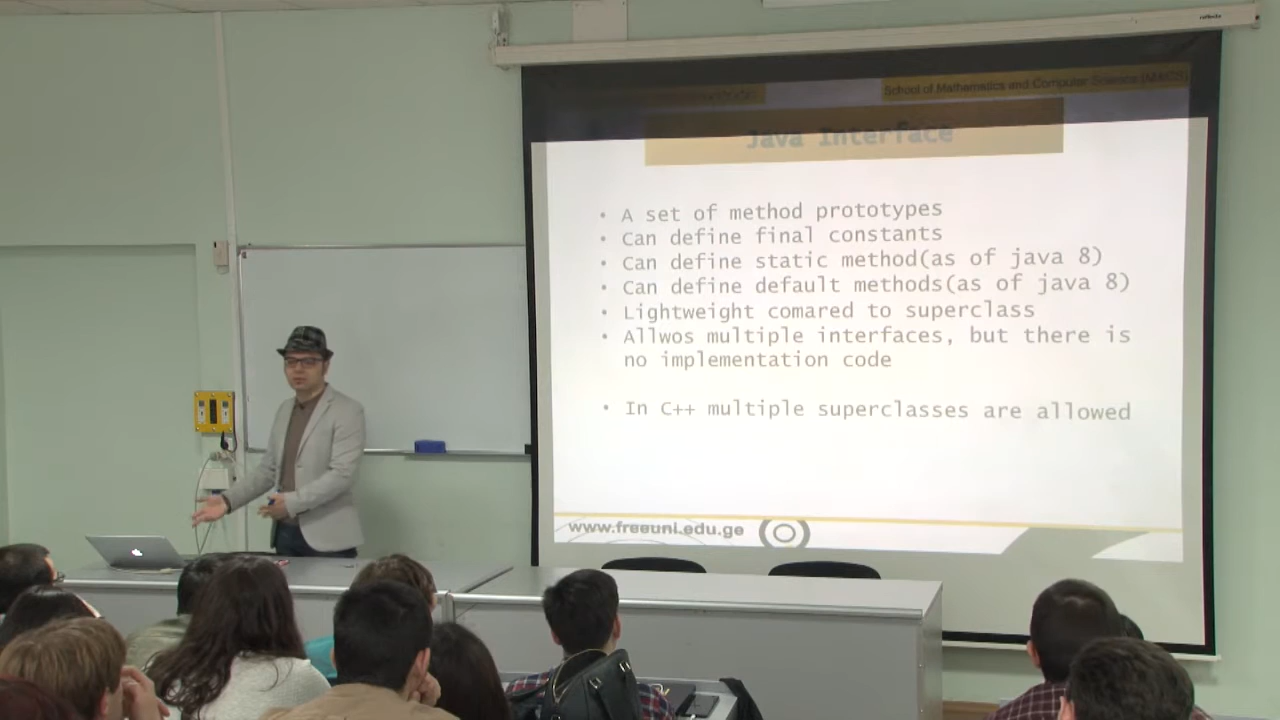 School of Mathematics and Computer Science (MACS)
Java Interface
• A set of method prototypes
• Can define final constants
• Can define static method(as of java 8)
• Can define default methods(as of java 8)
• Lightweight comared to superclass
• Allwos multiple interfaces, but there is
no implementation code
• In C++ multiple superclasses are allowed
www.freeuni.edu.ge